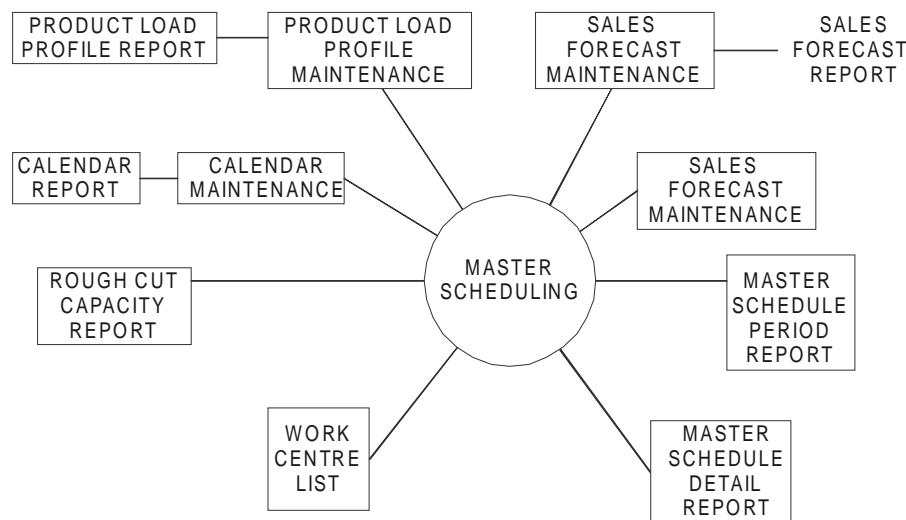 PRODUCT LOAD
PROFILE REPORT
PRODUCT LOAD
PROFILE
MAINTENANCE
SALES
FORECAST
MAINTENANCE
SALES
FORECAST
REPORT
CALENDAR
REPORT
CALENDAR
MAINTENANCE
SALES
FORECAST
MAINTENANCE
MASTER
SCHEDULING
ROUGH CUT
CAPACITY
REPORT
MASTER
SCHEDULE
PERIOD
REPORT
WORK
CENTRE
LIST
MASTER
SCHEDULE
DETAIL
REPORT